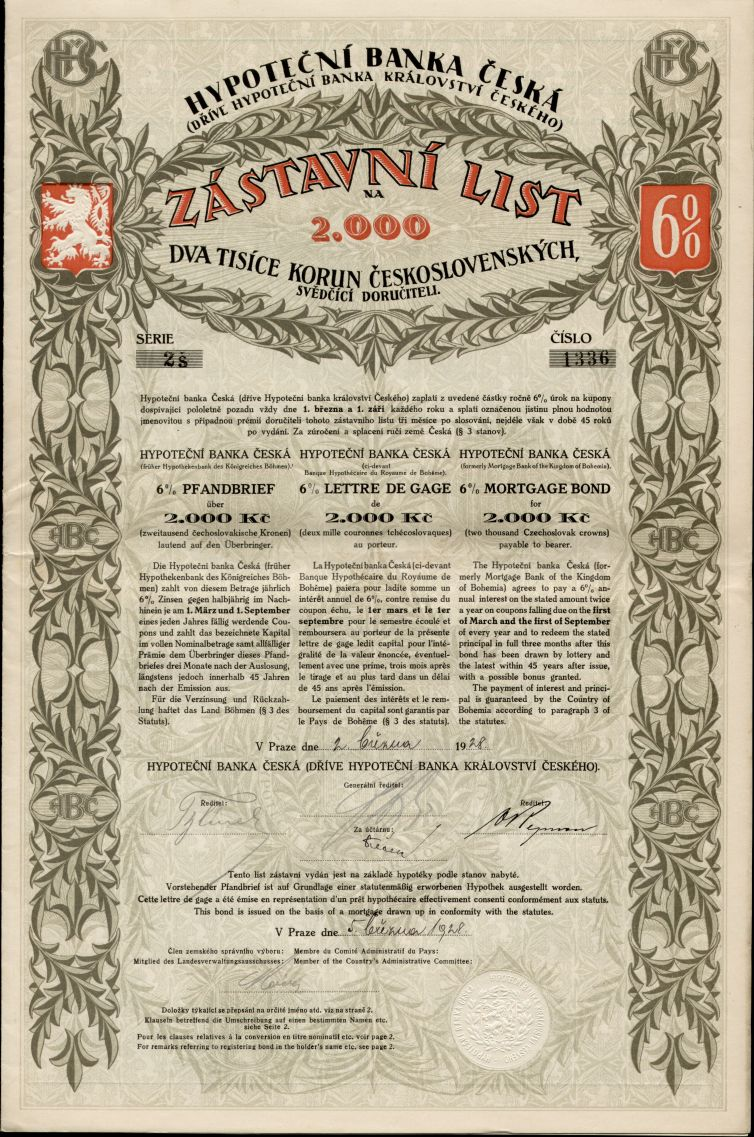 HYPOTEČNÍ BANKA ČESKÁ
(DŘÍVE HYPOTEČNÍ BANKA KRÁLOVSTVÍ ČESKÉHO)
ZÁSTAVNÍ LIST
NA
2.000
DVA TISÍCE KORUN ČESKOSLOVENSKÝCH,
SVĚDČÍCÍ DORUČITELI.
6%
SERIE ČÍSLO
ZŠ 1336
Hypoteční banka Česká (dříve Hypoteční banka království Českého) zaplatí z uvedené částky ročně 6% úrok na kupony
dospívající pololetně pozadu vždy dne 1. března a 1. září každého roku a splatí označenou jistinu plnou hodnotou
jmenovitou s případnou prémií doručiteli tohoto zástavního listu tři měsíce po slosování, nejdéle však v době 45 roků
po vydání. Za zúročení a splacení ručí země Česká (§ 3 stanov).
HYPOTEČNÍ BANKA ČESKÁ
(früher Hypothekenbank des Königreiches Böhmen).
6% PFANDBRIEF
über
2.000 Kč
(zweitausend čechoslovakische Kronen)
lautend auf den Überbringer.
Die Hypoteční banka Česká (früher
Hypothekenbank des Königreiches Böh-
men) zahlt von diesem Betrage jährlich
6% Zinsen gegen halbjährig im Nach-
hinein je am 1. März und 1. September
eines jeden Jahres fällig werdende Cou-
pons und zahlt das bezeichnete Kapital
im vollen Nominalbetrage samt allfälliger
Prämie dem Überbringer dieses Pfand-
briefes drei Monate nach der Auslosung,
längstens jedoch innerhalb 45 Jahren
nach der Emission aus.
Für die Verzinsung und Rückzah-
lung haftet das Land Böhmen (§ 3 des
Statuts).
HYPOTEČNÍ BANKA ČESKÁ
(ci-devant
Banque Hypothécaire du Royaume de Bohême).
6% LETTRE DE GAGE
de
2.000 Kč
(deux mille couronnes tchécoslovaques)
au porteur.
La Hypoteční banka Česká (ci-devant
Banque Hypothécaire du Royaume de
Bohême) paiera pour ladite somme un
intérêt annuel de 6%, contre remise du
coupon échu, le 1er mars et le 1er
septembre pour le semestre écoulé et
remboursera au porteur de la présente
lettre de gage ledit capital pour l'inté-
gralité de la valeur énoncée, éventuel-
lement avec une prime, trois mois après
le tirage et au plus tard dans un délai
de 45 ans après l'émission.
Le paiement des intérêts et le rem-
boursement du capital sont garantis par
le Pays de Bohême (§ 3 des statuts).
HYPOTEČNÍ BANKA ČESKÁ
(formerly Mortgage Bank of the Kingdom of Bohemia).
6% MORTGAGE BOND
for
2.000 Kč
(two thousand Czechoslovak crowns)
payable to bearer.
The Hypoteční banka Česká (for-
merly Mortgage Bank of the Kingdom
of Bohemia) agrees to pay a 6% an-
nual interest on the stated amount twice
a year on coupons falling due on the first
of March and the first of September
of every year and to redeem the stated
principal in full three months after this
bond has been drawn by lottery and
the latest within 45 years after issue,
with a possible bonus granted.
The payment of interest and princi-
pal is guaranteed by the Country of
Bohemia according to paragraph 3 of
the statutes.
V Praze dne 2 března 1928.
HYPOTEČNÍ BANKA ČESKÁ (DŘÍVE HYPOTEČNÍ BANKA KRÁLOVSTVÍ ČESKÉHO).
Generální ředitel:
Ředitel: Ředitel:
Za účtárnu:
Tento list zástavní vydán jest na základě hypotéky podle stanov nabyté.
Vorstehender Pfandbrief ist auf Grundlage einer statutenmäßig erworbenen Hypothek ausgestellt worden.
Cette lettre de gage a été émise en représentation d'un prêt hypothécaire effectivement consenti conformément aux statuts.
This bond is issued on the basis of a mortgage drawn up in conformity with the statutes.
V Praze dne 5 března 1928.
Člen zemského správního výboru: Membre du Comité Administratif du Pays:
Mitglied des Landesverwaltungsausschusses: Member of the Country's Administrative Committee:
Doložky týkající se přepsání na určité jméno atd. viz na straně 2.
Klauseln betreffend die Umschreibung auf einen bestimmten Namen etc.
siehe Seite 2.
Pour les clauses relatives à la conversion en titre nominatif etc. voir page 2.
For remarks referring to registering bond in the holder's name etc. see page 2.